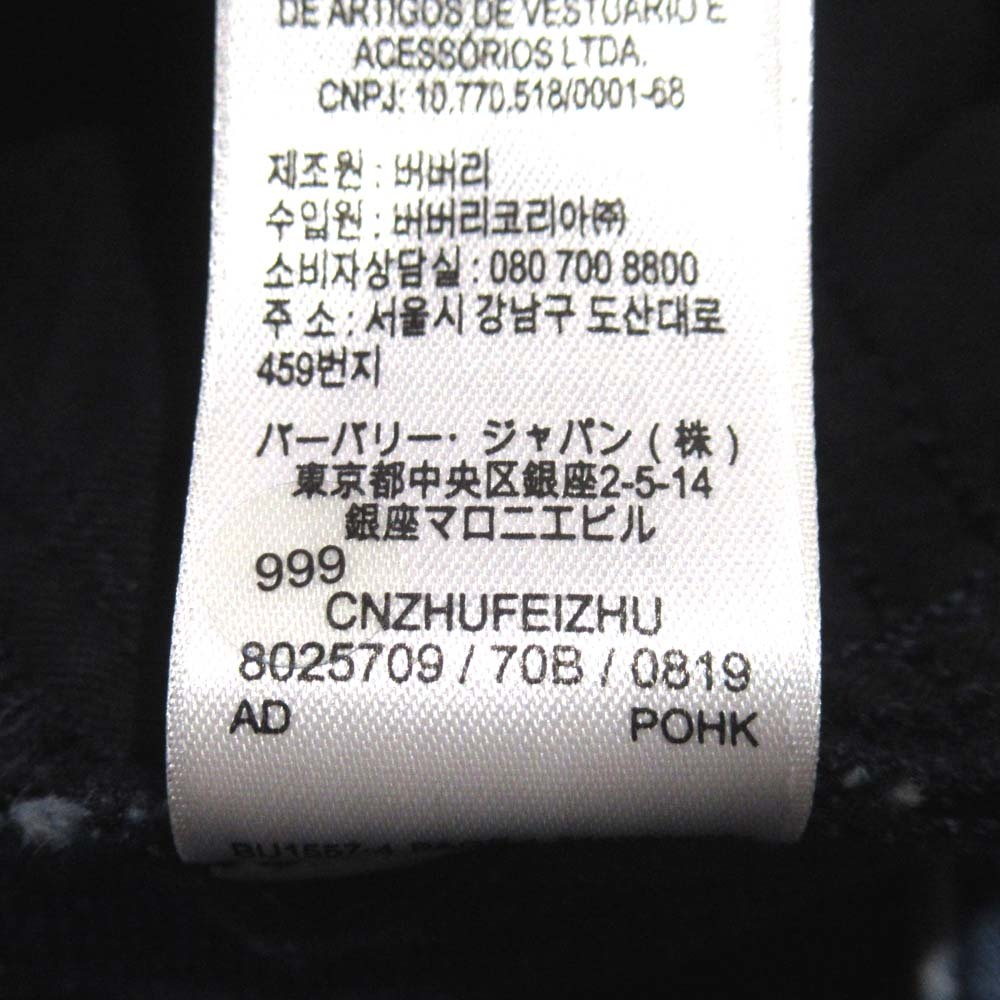 DE ARTIGOS DE VESTUÁRIO E
ACESSÓRIOS LTDA.
CNPJ: 10.770.518/0001-68
제조원 : 버버리
수입원 : 버버리코리아㈜
소비자상담실 : 080 700 8800
주 소 : 서울시 강남구 도산대로
459번지
バーバリー・ ジャパン ( 株 )
東京都中央区銀座2-5-14
銀座マロニエビル
999
CNZHUFEIZHU
8025709 / 70B / 0819
AD POHK
BU1557-4